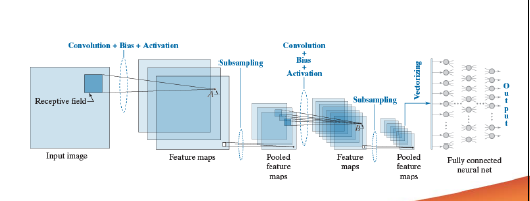 Convolution + Bias + Activation
Subsampling
Convolution
+
Bias
+
Activation
Subsampling
Vectorizing
Output
Receptive field
Input image
Feature maps
Pooled
feature
maps
Feature
maps
Pooled
feature
maps
Fully connected
neural net